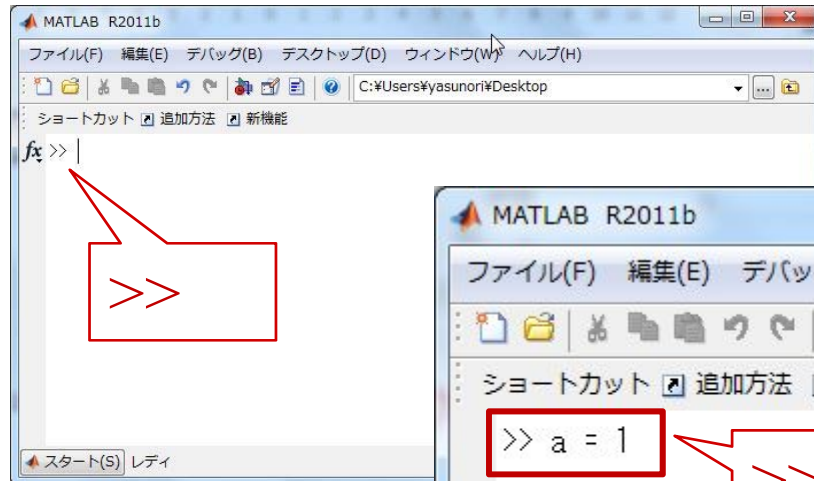 MATLAB R2011b
ファイル(F) 編集(E) デバッグ(B) デスクトップ(D) ウィンドウ(W) ヘルプ(H)
C:¥Users¥yasunori¥Desktop
ショートカット 追加方法 新機能
fx >>
>>
スタート(S) レディ
MATLAB R2011b
ファイル(F) 編集(E) デバッ
ショートカット 追加方法
>> a = 1